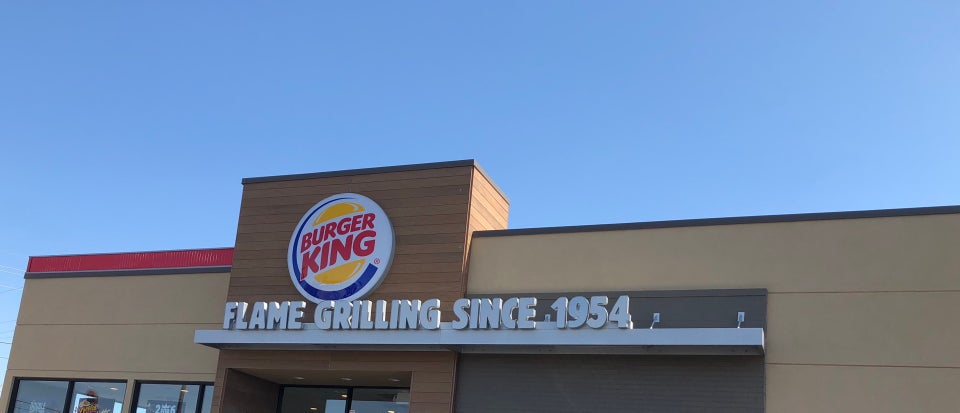 BURGER
KING
®
FLAME GRILLING SINCE 1954